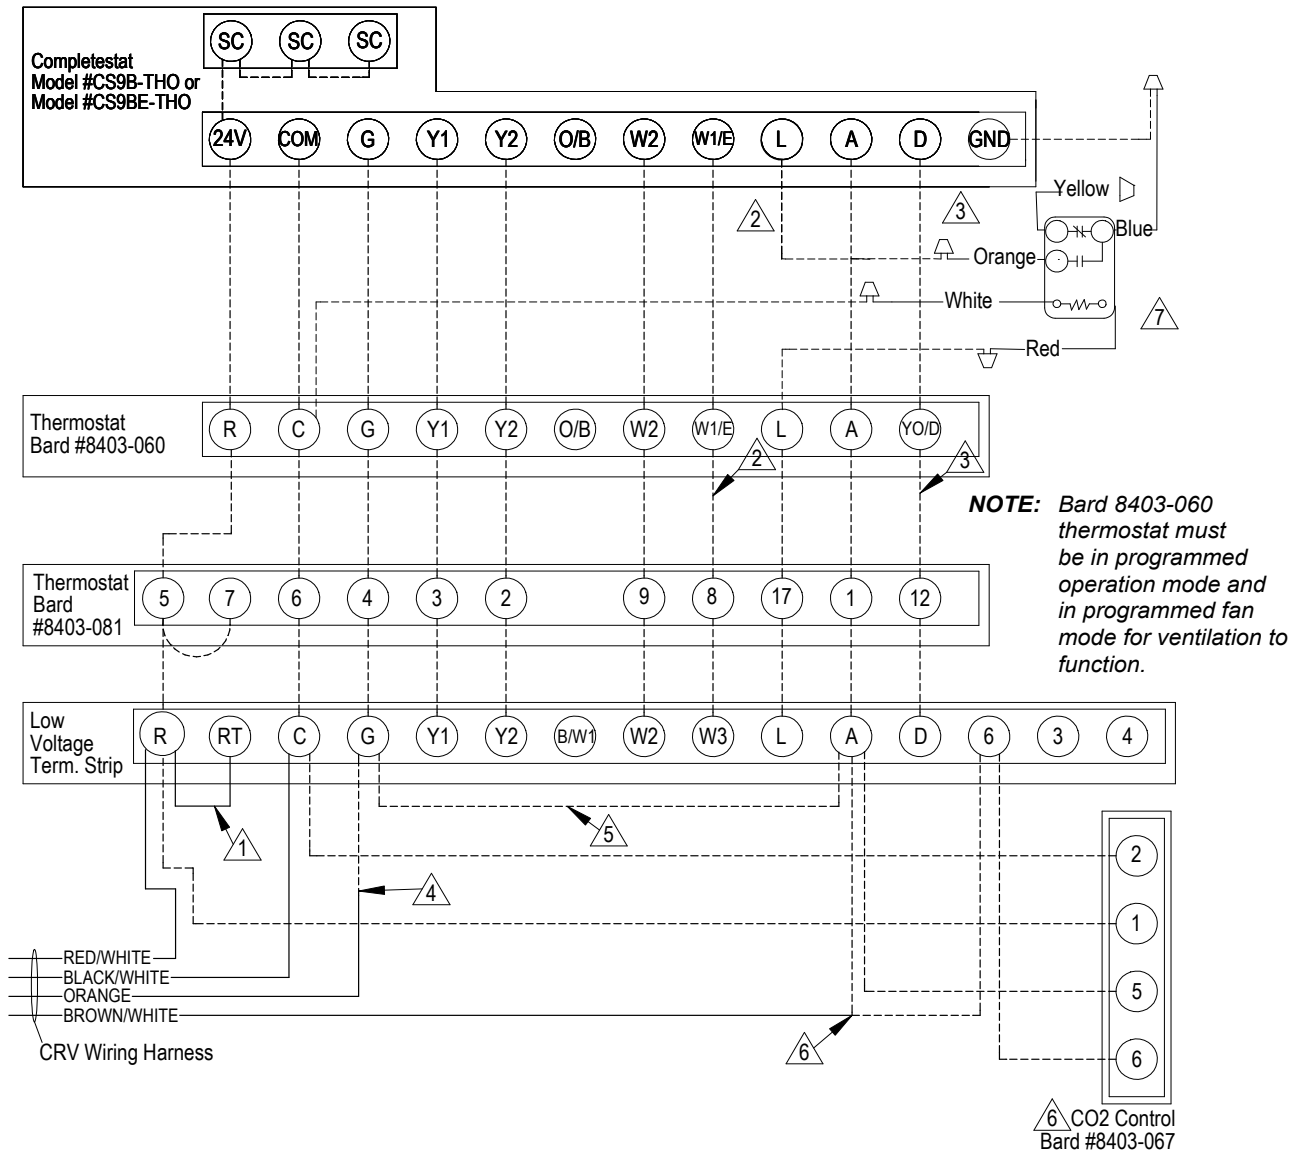 SC SC SC
Completestat
Model #CS9B-THO or
Model #CS9BE-THO
24V COM G Y1 Y2 O/B W2 W1/E L A D GND
Yellow
2 3
Blue
Orange
White
7
Red
Thermostat
Bard #8403-060
R C G Y1 Y2 O/B W2 W1/E L A YO/D
2 3
NOTE: Bard 8403-060
thermostat must
be in programmed
operation mode and
in programmed fan
mode for ventilation to
function.
Thermostat
Bard
#8403-081
5 7 6 4 3 2 9 8 17 1 12
Low
Voltage
Term. Strip
R RT C G Y1 Y2 B/W1 W2 W3 L A D 6 3 4
1
5
2
4
1
RED/WHITE
BLACK/WHITE
ORANGE
5
BROWN/WHITE
CRV Wiring Harness
6
6
6 CO2 Control
Bard #8403-067